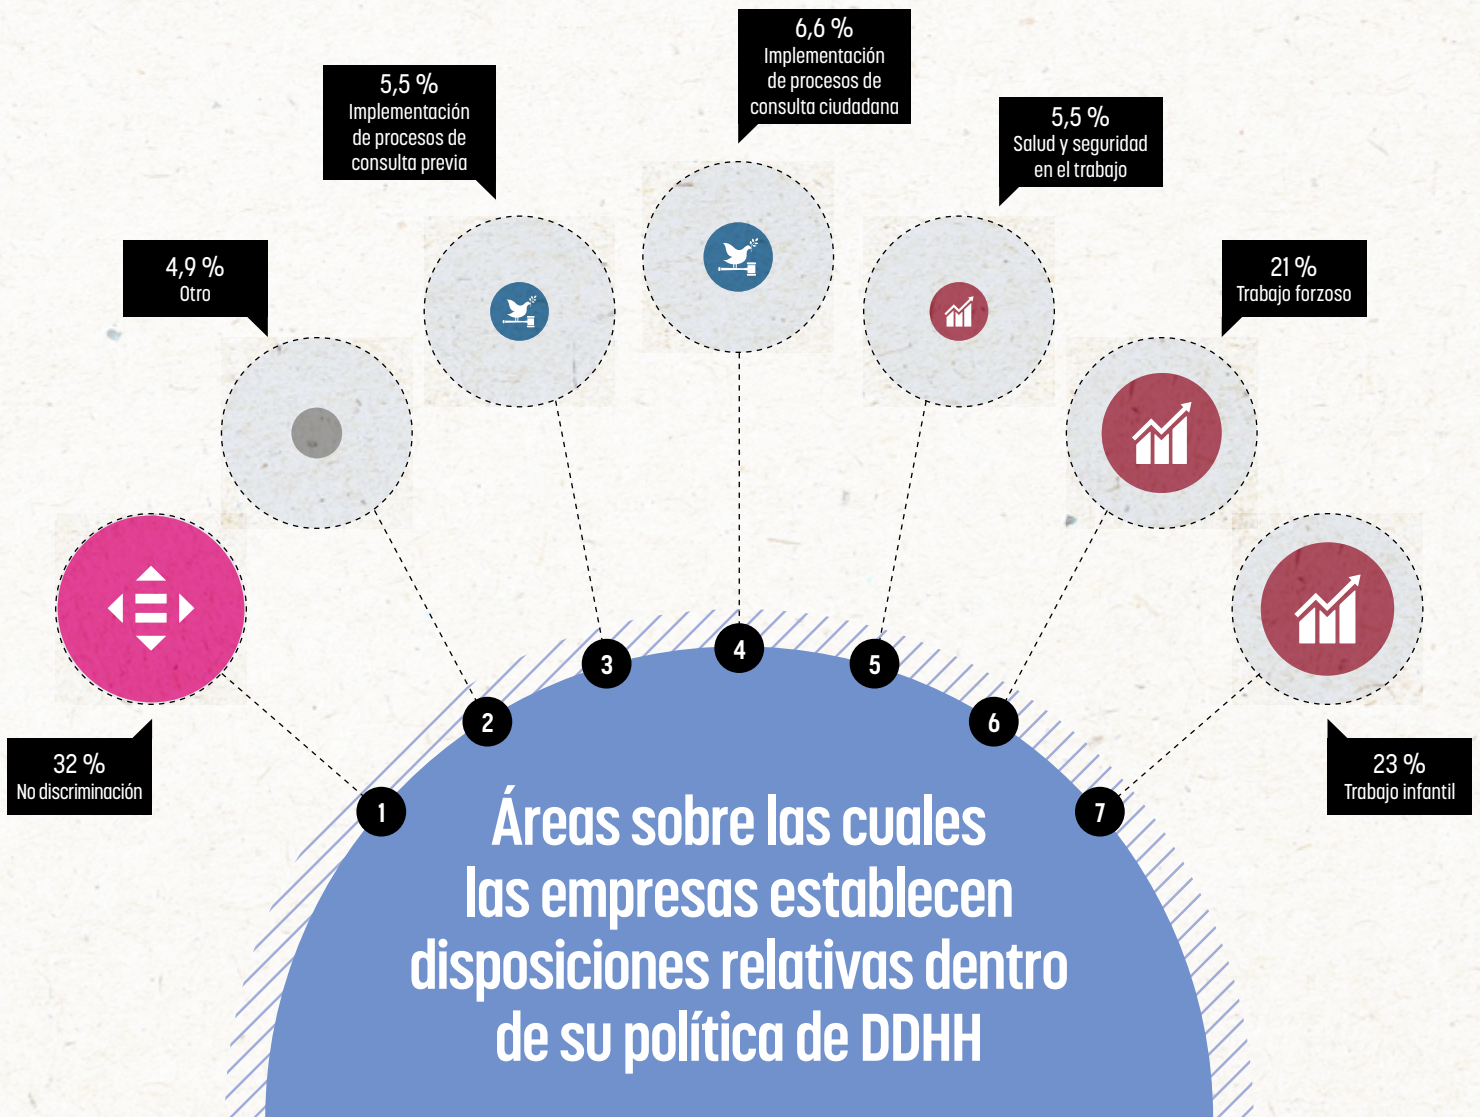 6,6 %
Implementación
de procesos de
consulta ciudadana
5,5 %
Implementación
de procesos de
consulta previa
5,5 %
Salud y seguridad
en el trabajo
4,9 %
Otro
21 %
Trabajo forzoso
32 %
No discriminación
23 %
Trabajo infantil
1
2
3
4
5
6
7
Áreas sobre las cuales
las empresas establecen
disposiciones relativas dentro
de su política de DDHH